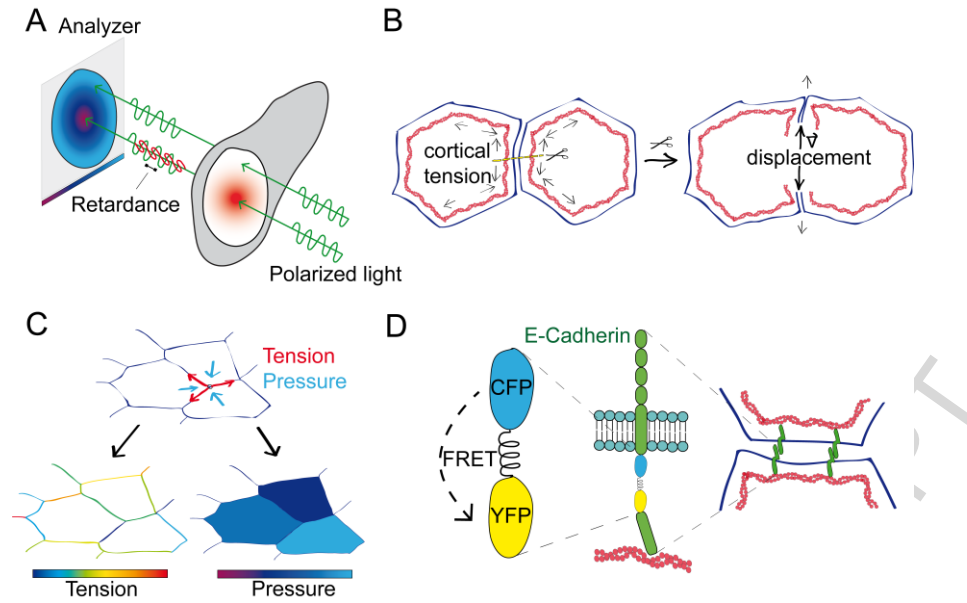 A
Analyzer
Retardance
Polarized light
B
cortical
tension
displacement
C
Tension
Pressure
Tension
Pressure
D
E-Cadherin
CFP
FRET
YFP
T